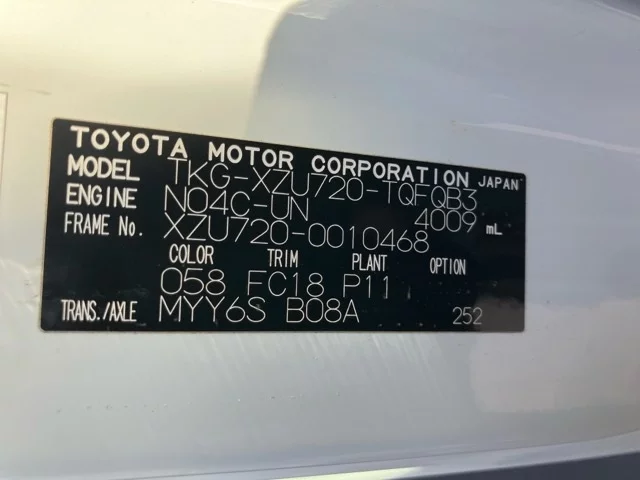 TOYOTA MOTOR CORPORATION JAPAN
MODEL TKG-XZU720-TQFQB3
ENGINE N04C-UN 4009 mL
FRAME No. XZU720-0010468
COLOR TRIM PLANT OPTION
058 FC18 P11
TRANS./AXLE MYY6S B08A 252